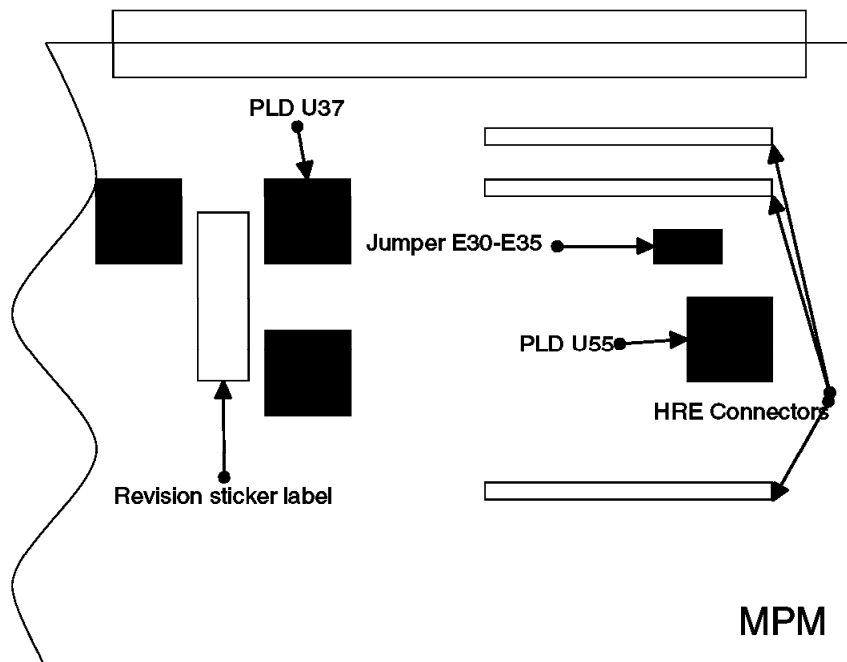 PLD U37
Jumper E30-E35
PLD U55
HRE Connectors
Revision sticker label
MPM